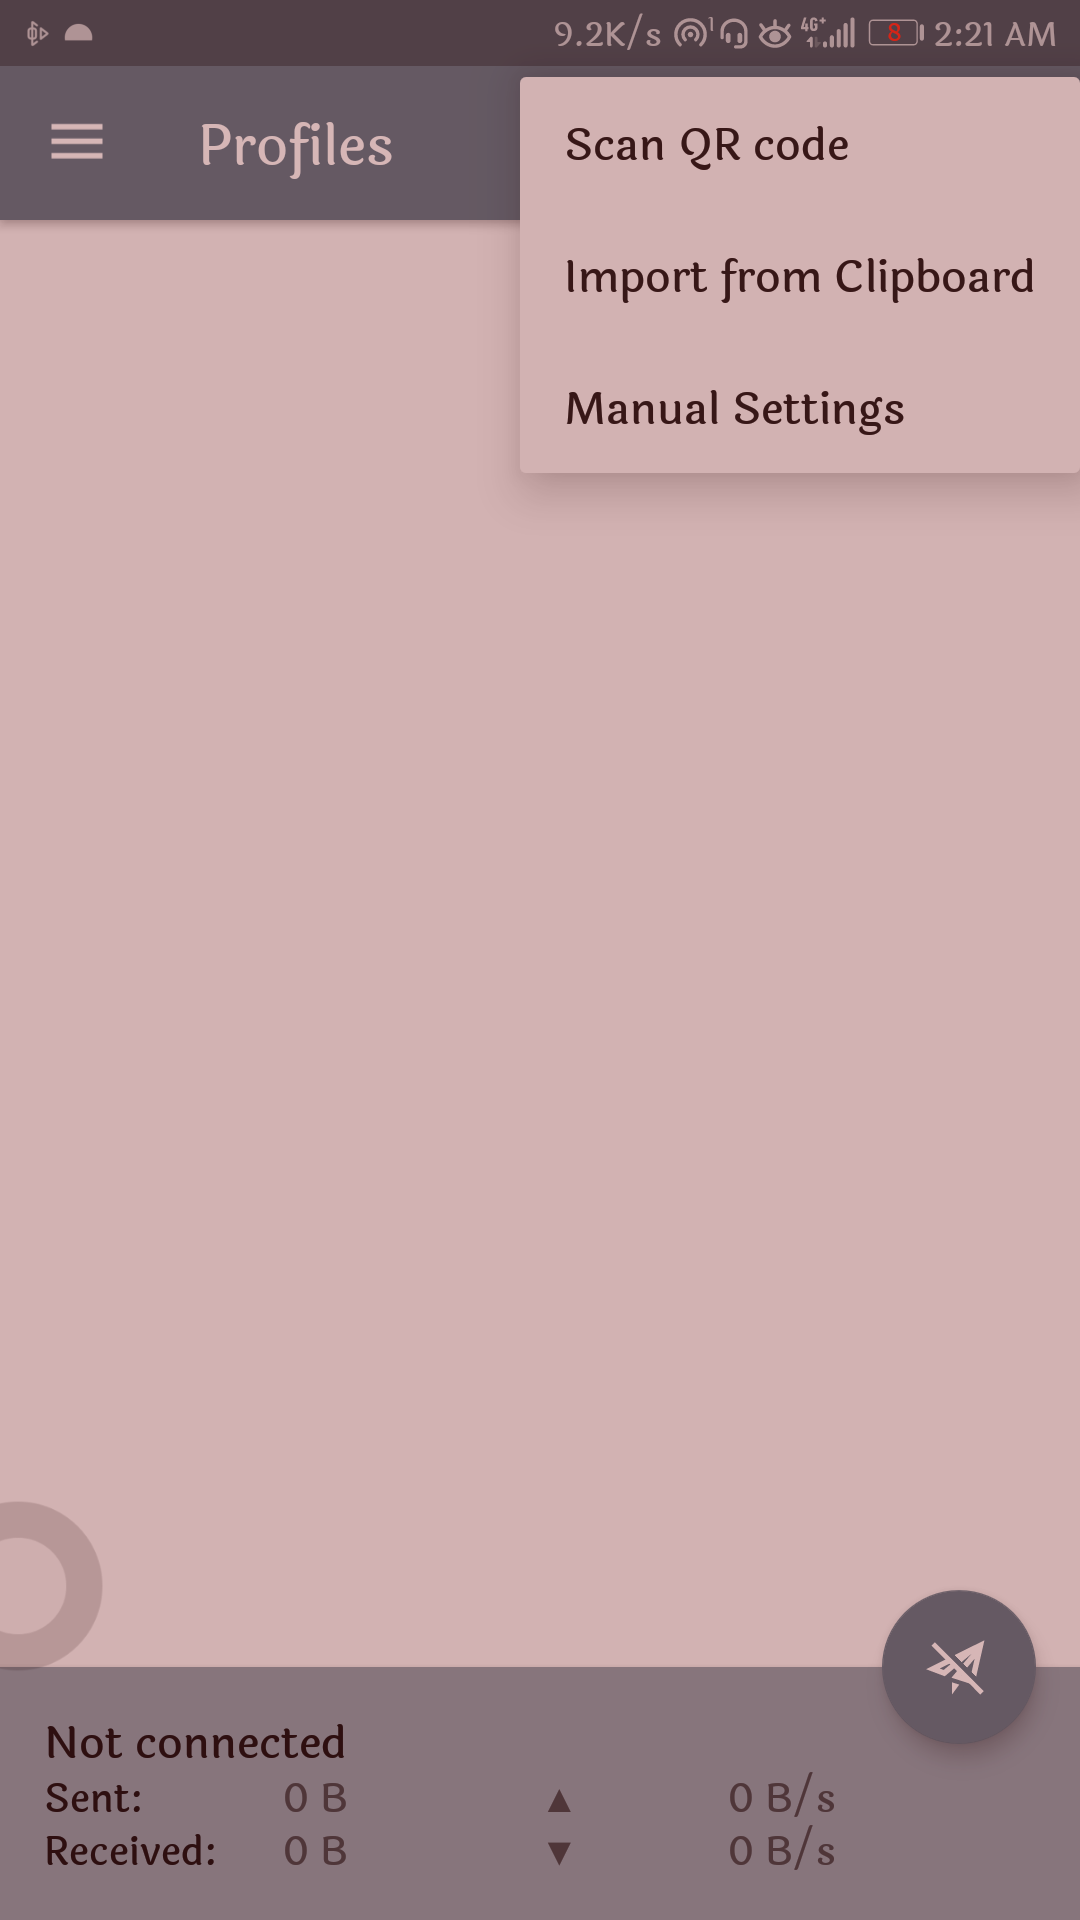 9.2K/s 1 4G+ 8 2:21 AM
Profiles
Scan QR code
Import from Clipboard
Manual Settings
Not connected
Sent: 0 B ▲ 0 B/s
Received: 0 B ▼ 0 B/s